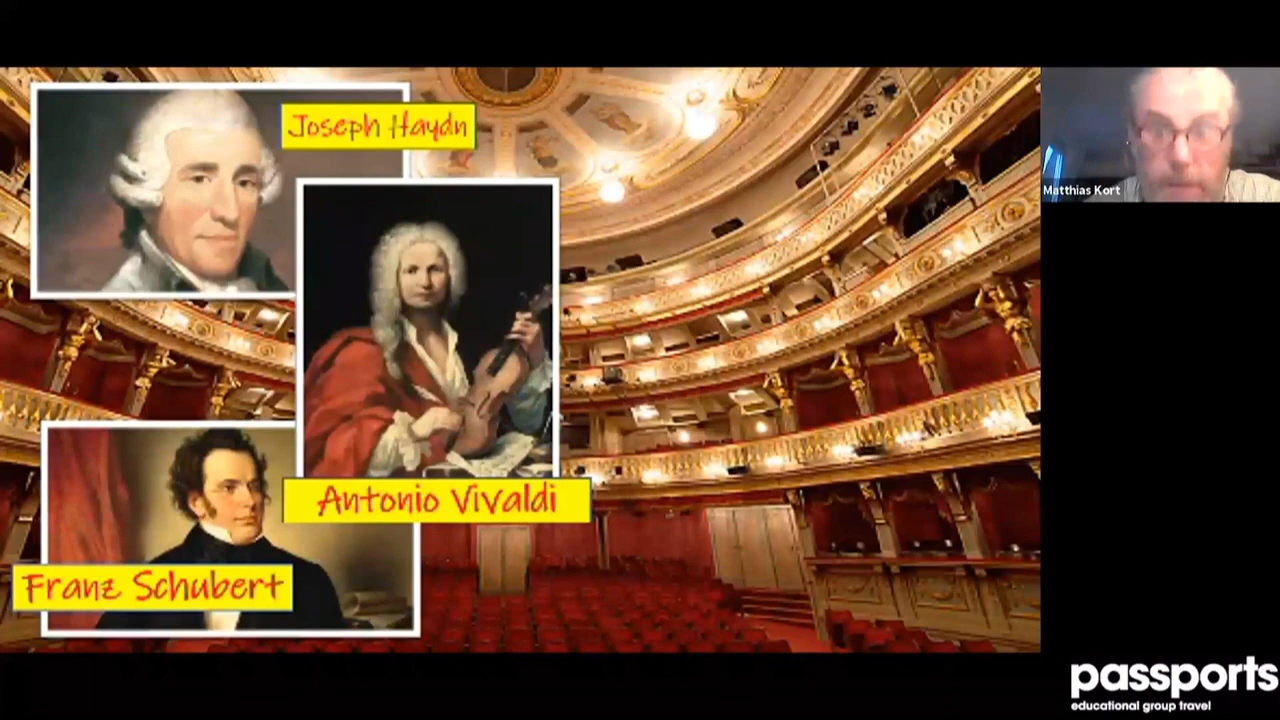 Joseph Haydn
Antonio Vivaldi
Franz Schubert
Matthias Kort
passports
educational group travel